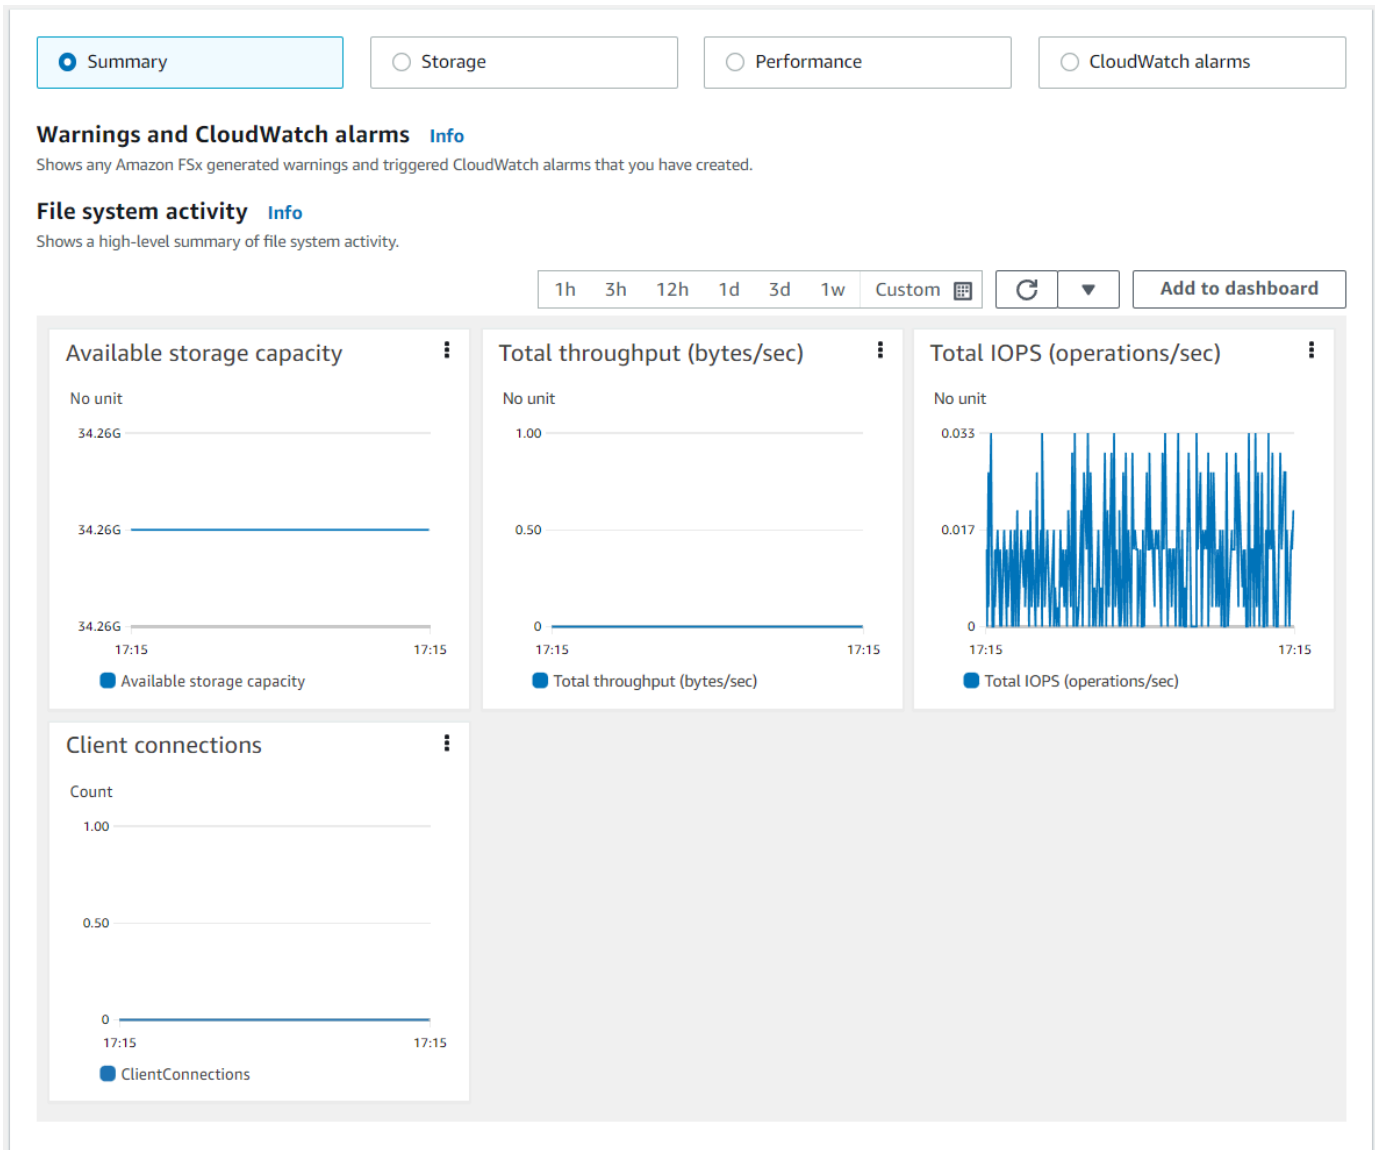 Summary
Storage
Performance
CloudWatch alarms
Warnings and CloudWatch alarms Info
Shows any Amazon FSx generated warnings and triggered CloudWatch alarms that you have created.
File system activity Info
Shows a high-level summary of file system activity.
1h 3h 12h 1d 3d 1w Custom
Add to dashboard
Available storage capacity
No unit
34.26G
34.26G
34.26G
17:15 17:15
Available storage capacity
Total throughput (bytes/sec)
No unit
1.00
0.50
0
17:15 17:15
Total throughput (bytes/sec)
Total IOPS (operations/sec)
No unit
0.033
0.017
0
17:15 17:15
Total IOPS (operations/sec)
Client connections
Count
1.00
0.50
0
17:15 17:15
ClientConnections